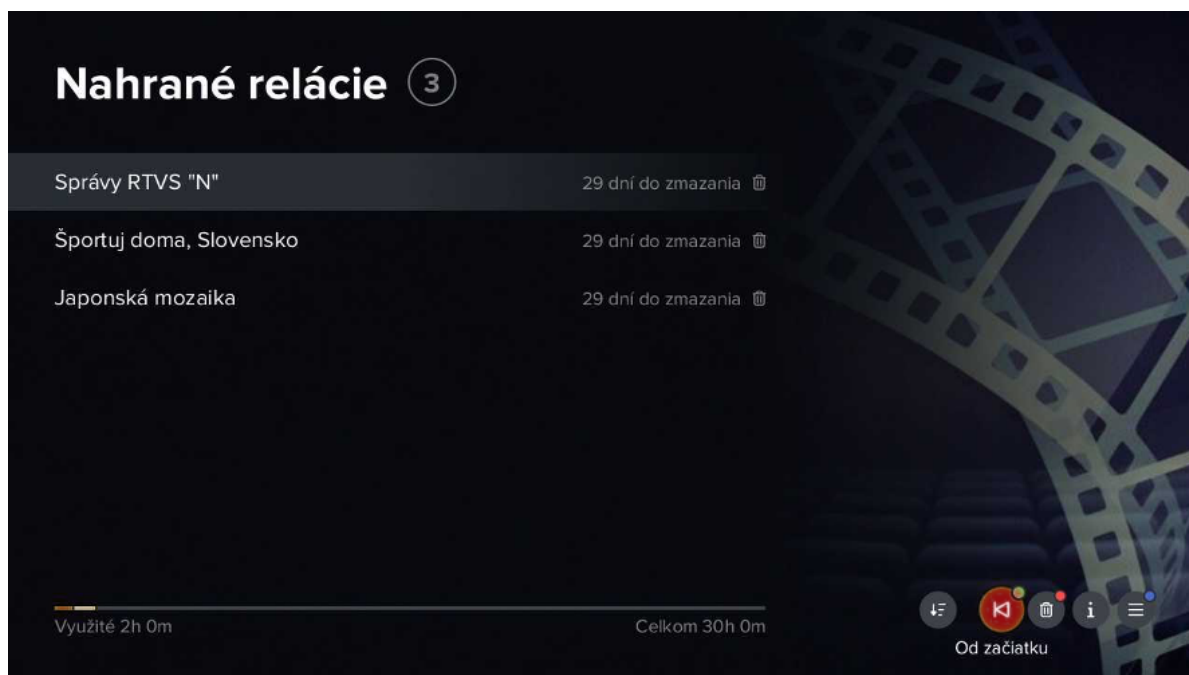 Nahrané relácie 3
Správy RTVS "N" 29 dní do zmazania
Športuj doma, Slovensko 29 dní do zmazania
Japonská mozaika 29 dní do zmazania
Využité 2h 0m Celkom 30h 0m
Od začiatku